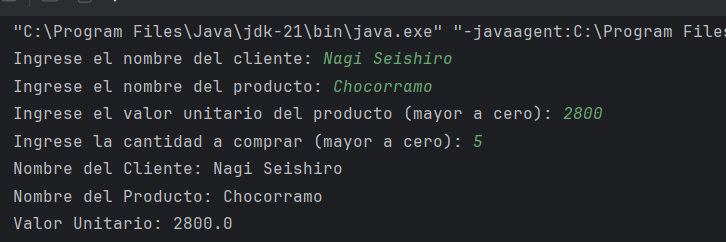 "C:\Program Files\Java\jdk-21\bin\java.exe" "-javaagent:C:\Program Files
Ingrese el nombre del cliente: Nagi Seishiro
Ingrese el nombre del producto: Chocorramo
Ingrese el valor unitario del producto (mayor a cero): 2800
Ingrese la cantidad a comprar (mayor a cero): 5
Nombre del Cliente: Nagi Seishiro
Nombre del Producto: Chocorramo
Valor Unitario: 2800.0